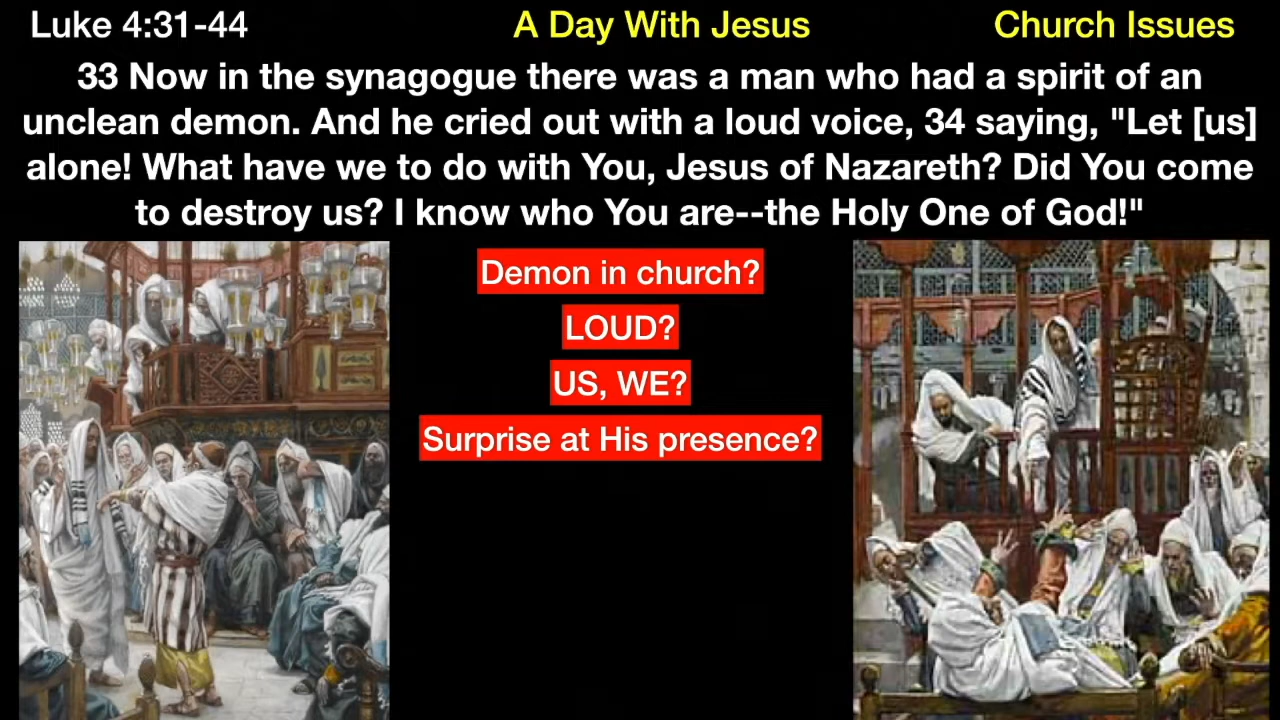 Luke 4:31-44
A Day With Jesus
Church Issues
33 Now in the synagogue there was a man who had a spirit of an
unclean demon. And he cried out with a loud voice, 34 saying, "Let [us]
alone! What have we to do with You, Jesus of Nazareth? Did You come
to destroy us? I know who You are--the Holy One of God!"
Demon in church?
LOUD?
US, WE?
Surprise at His presence?